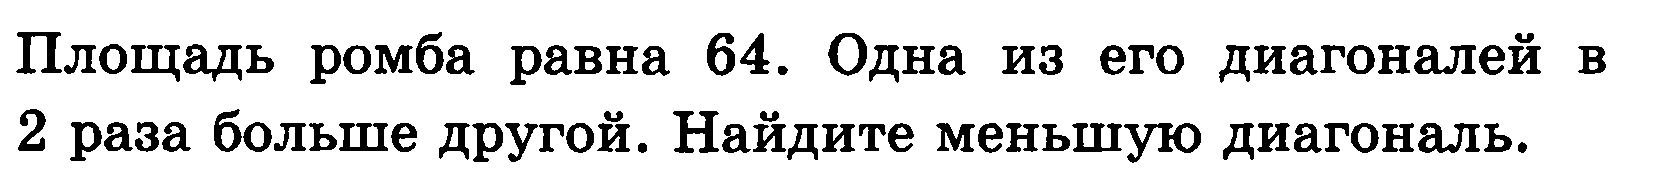 Площадь ромба равна 64. Одна из его диагоналей в
2 раза больше другой. Найдите меньшую диагональ.